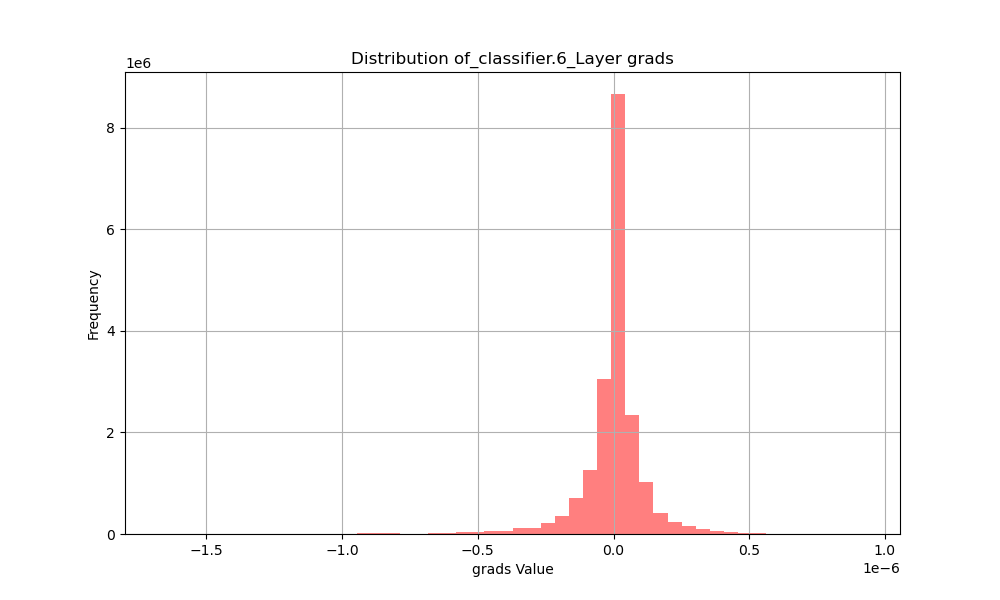 Distribution of_classifier.6_Layer grads
1e6
8
6
4
2
0
Frequency
−1.5 −1.0 −0.5 0.0 0.5 1.0
1e−6
grads Value